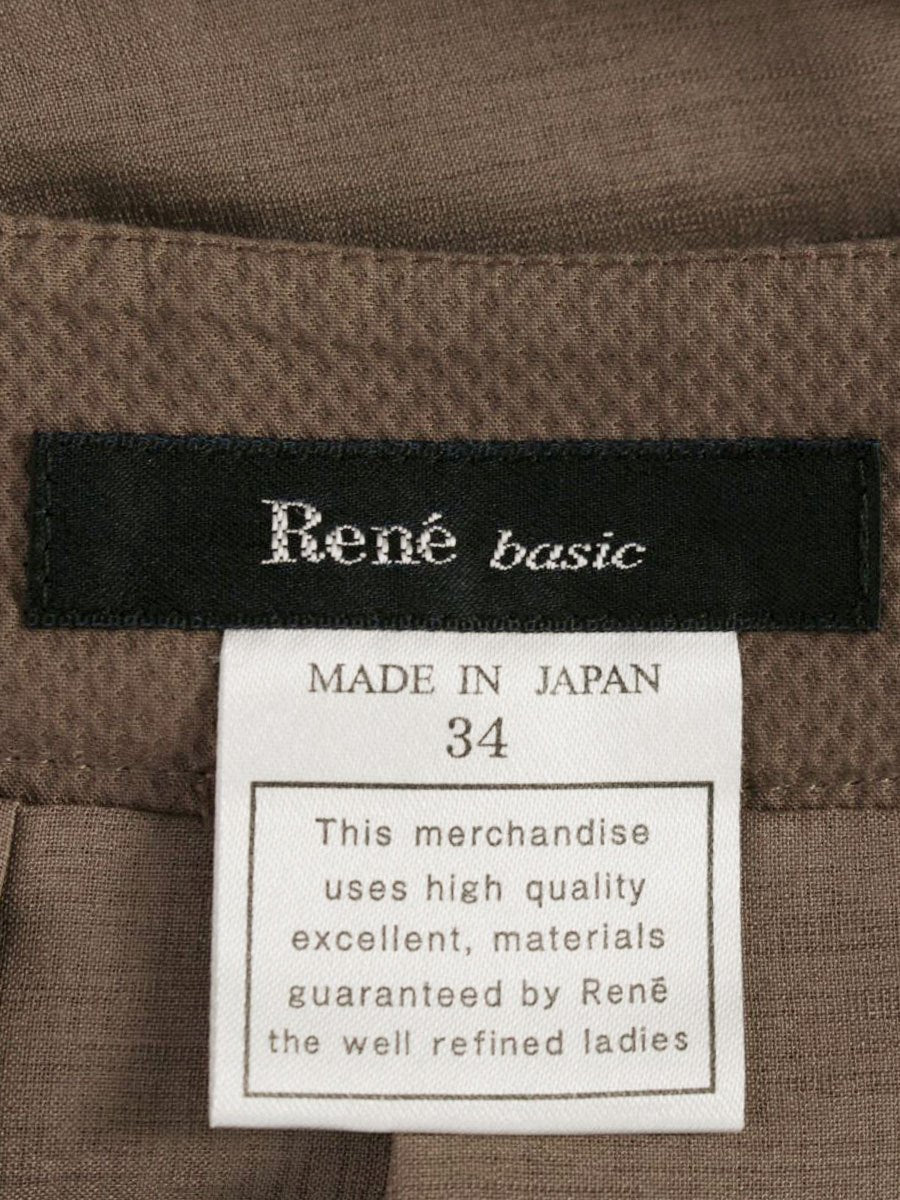 René basic
MADE IN JAPAN
34
This merchandise
uses high quality
excellent, materials
guaranteed by Renē
the well refined ladies